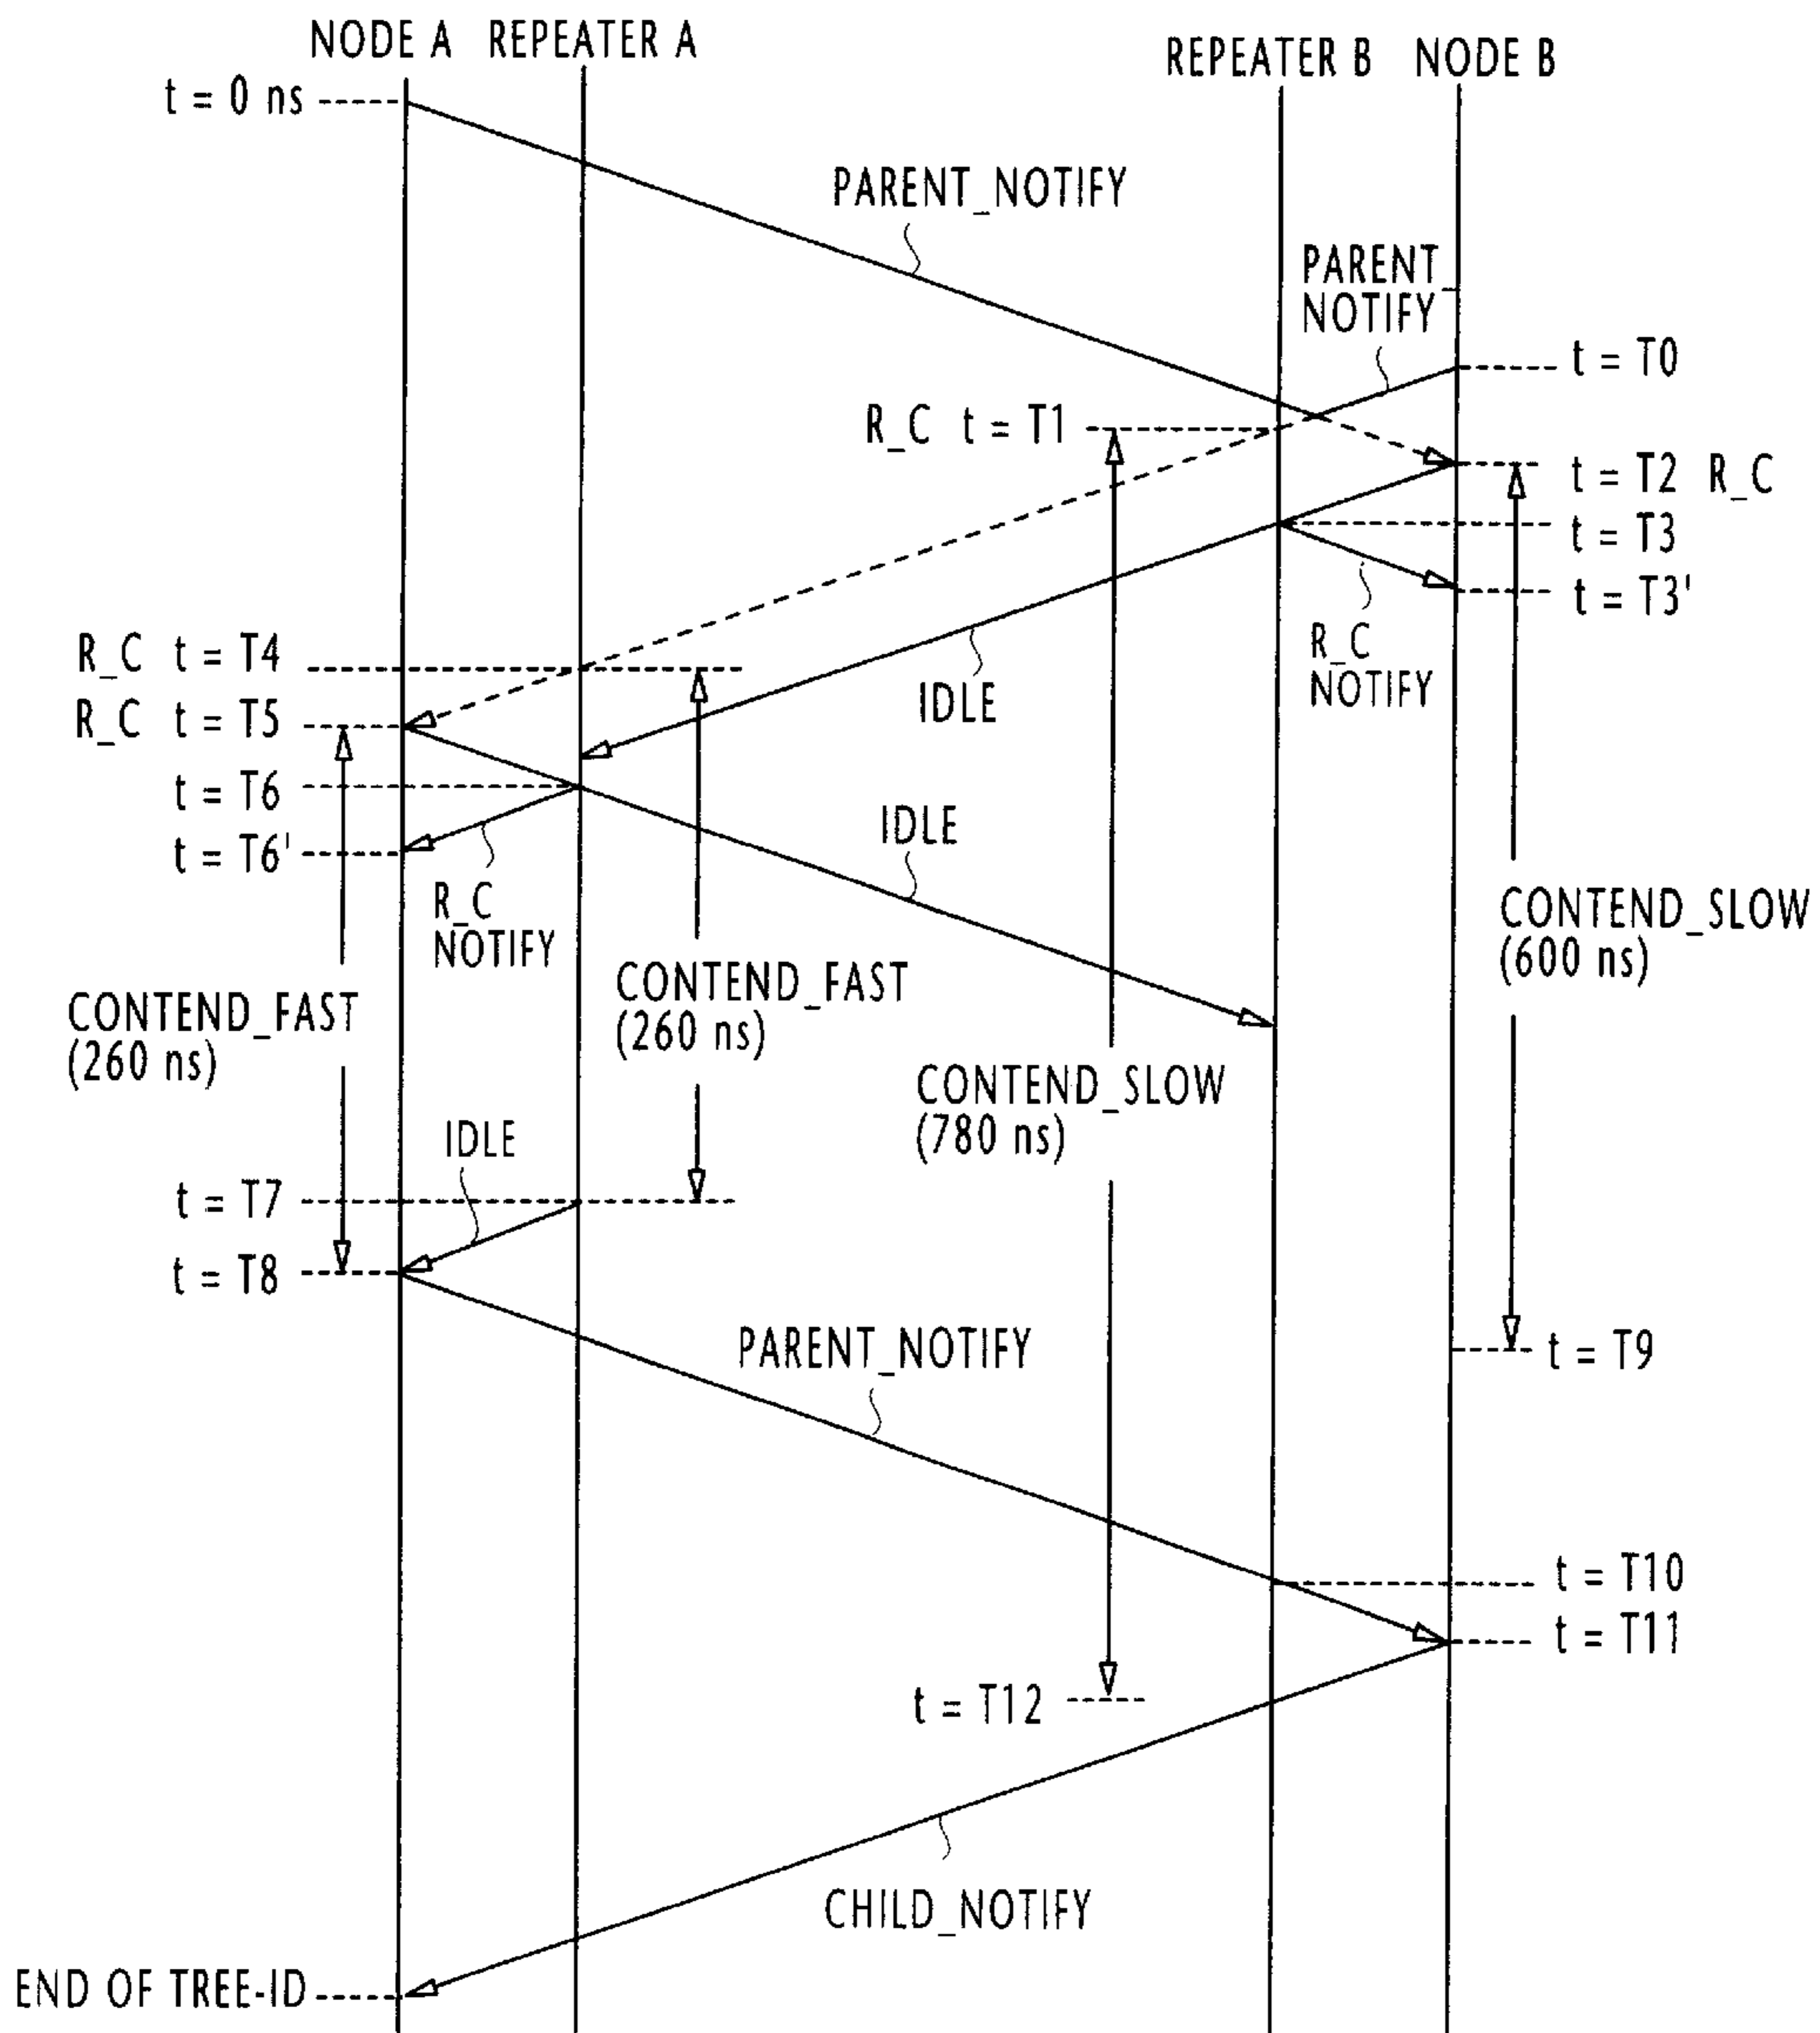 NODE A REPEATER A
REPEATER B NODE B
t = 0 ns
PARENT_NOTIFY
PARENT_
NOTIFY
t = T0
R_C t = T1
t = T2 R_C
t = T3
t = T3'
R_C
NOTIFY
R_C t = T4
IDLE
R_C t = T5
t = T6
IDLE
t = T6'
R_C
NOTIFY
CONTEND_SLOW
(600 ns)
CONTEND_FAST
(260 ns)
CONTEND_FAST
(260 ns)
CONTEND_SLOW
(780 ns)
IDLE
t = T7
t = T8
PARENT_NOTIFY
t = T9
t = T10
t = T11
t = T12
CHILD_NOTIFY
END OF TREE-ID